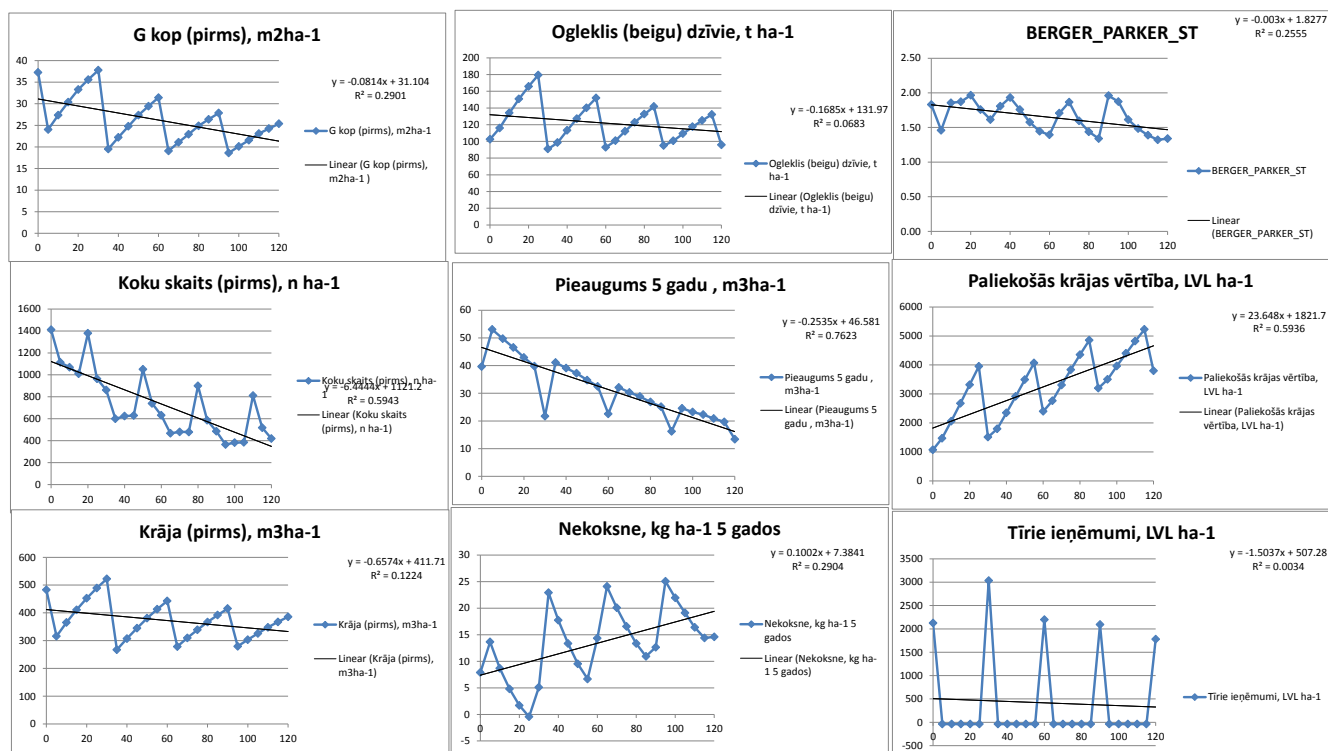 G kop (pirms), m2ha-1
y = -0.0814x + 31.104
R² = 0.2901
40
35
30
25
20
15
10
5
0
0 20 40 60 80 100 120
G kop (pirms), m2ha-1
Linear (G kop (pirms),
m2ha-1 )
Ogleklis (beigu) dzīvie, t ha-1
y = -0.1685x + 131.97
R² = 0.0683
200
180
160
140
120
100
80
60
40
20
0
0 20 40 60 80 100 120
Ogleklis (beigu) dzīvie, t
ha-1
Linear (Ogleklis (beigu)
dzīvie, t ha-1)
BERGER_PARKER_ST
y = -0.003x + 1.8277
R² = 0.2555
2.50
2.00
1.50
1.00
0.50
0.00
0 20 40 60 80 100 120
BERGER_PARKER_ST
Linear
(BERGER_PARKER_ST)
Koku skaits (pirms), n ha-1
1600
1400
1200
1000
800
600
400
200
0
0 20 40 60 80 100 120
Koku skaits (pirms), n ha-
1
y = -6.4444x + 1121.2
R² = 0.5943
Linear (Koku skaits
(pirms), n ha-1)
Pieaugums 5 gadu , m3ha-1
y = -0.2535x + 46.581
R² = 0.7623
60
50
40
30
20
10
0
0 20 40 60 80 100 120
Pieaugums 5 gadu ,
m3ha-1
Linear (Pieaugums 5
gadu , m3ha-1)
Paliekošās krājas vērtība, LVL ha-1
y = 23.648x + 1821.7
R² = 0.5936
6000
5000
4000
3000
2000
1000
0
0 20 40 60 80 100 120
Paliekošās krājas vērtība,
LVL ha-1
Linear (Paliekošās krājas
vērtība, LVL ha-1)
Krāja (pirms), m3ha-1
y = -0.6574x + 411.71
R² = 0.1224
600
500
400
300
200
100
0
0 20 40 60 80 100 120
Krāja (pirms), m3ha-1
Linear (Krāja (pirms),
m3ha-1)
Nekoksne, kg ha-1 5 gados
y = 0.1002x + 7.3841
R² = 0.2904
30
25
20
15
10
5
0
-5
0 20 40 60 80 100 120
Nekoksne, kg ha-1 5
gados
Linear (Nekoksne, kg ha-
1 5 gados)
Tīrie ieņēmumi, LVL ha-1
y = -1.5037x + 507.28
R² = 0.0034
3500
3000
2500
2000
1500
1000
500
0
-500
0 20 40 60 80 100 120
Tīrie ieņēmumi, LVL ha-1